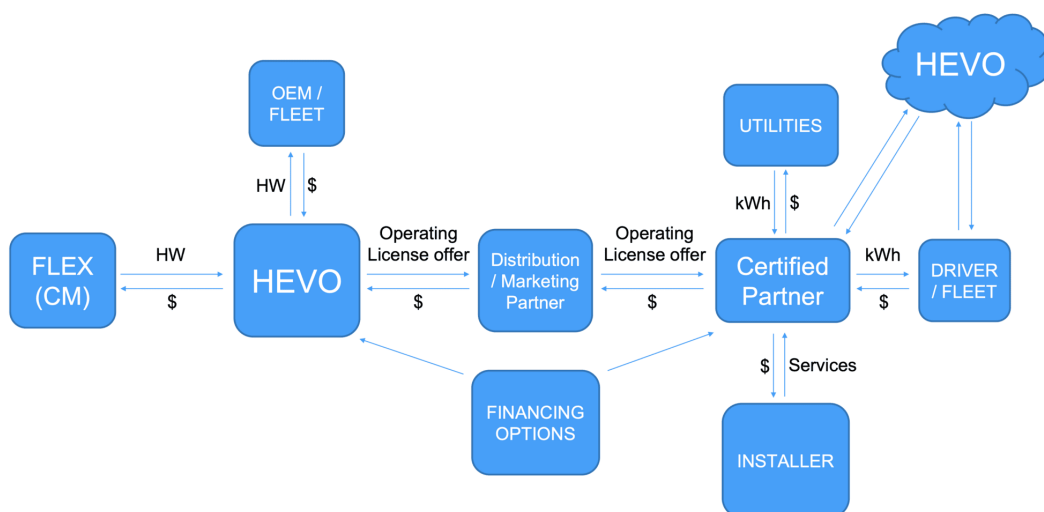 HEVO
OEM /
FLEET
UTILITIES
HW
$
kWh
$
Operating
License offer
Operating
License offer
FLEX
(CM)
HW
$
HEVO
$
Distribution
/ Marketing
Partner
$
Certified
Partner
kWh
$
DRIVER
/ FLEET
$
Services
FINANCING
OPTIONS
INSTALLER